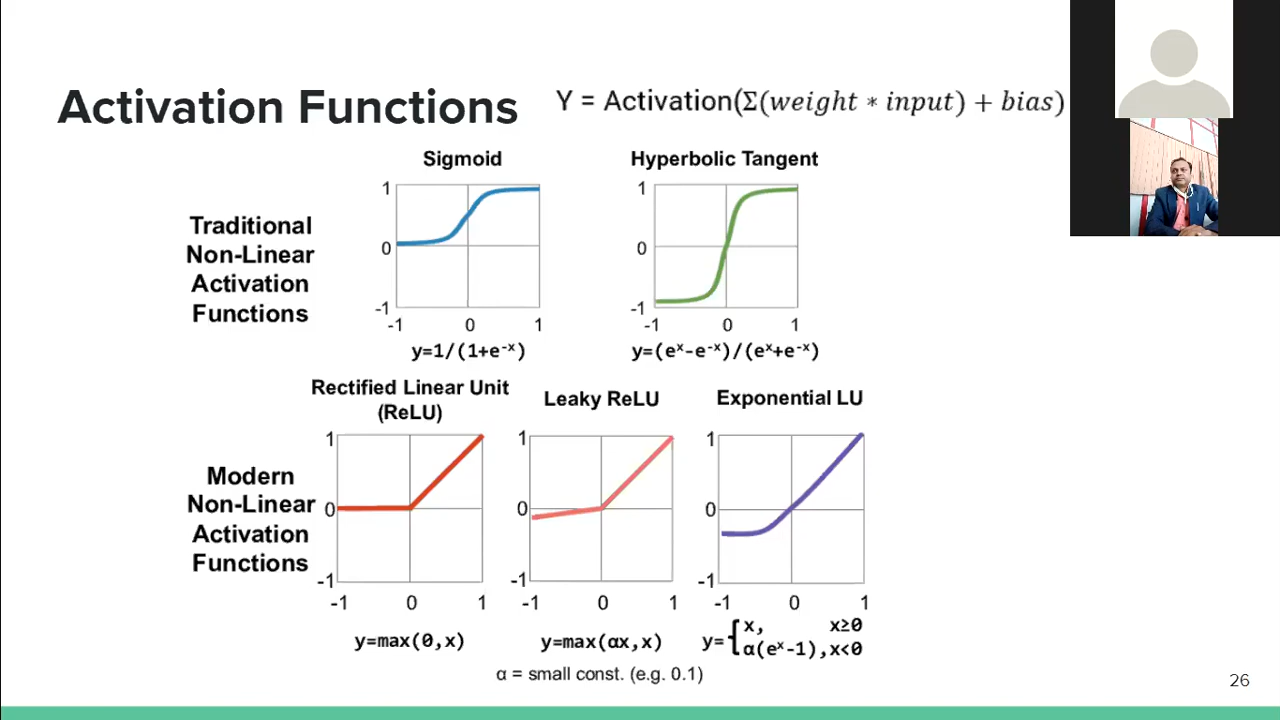 Activation Functions
Y = Activation(Σ(weight * input) + bias)
Traditional
Non-Linear
Activation
Functions
Sigmoid
1
0
-1
-1 0 1
y=1/(1+e⁻ˣ)
Hyperbolic Tangent
1
0
-1
-1 0 1
y=(eˣ-e⁻ˣ)/(eˣ+e⁻ˣ)
Modern
Non-Linear
Activation
Functions
Rectified Linear Unit
(ReLU)
1
0
-1
-1 0 1
y=max(0,x)
Leaky ReLU
1
0
-1
-1 0 1
y=max(αx,x)
α = small const. (e.g. 0.1)
Exponential LU
1
0
-1
-1 0 1
y={x, x≥0
α(eˣ-1),x<0
26